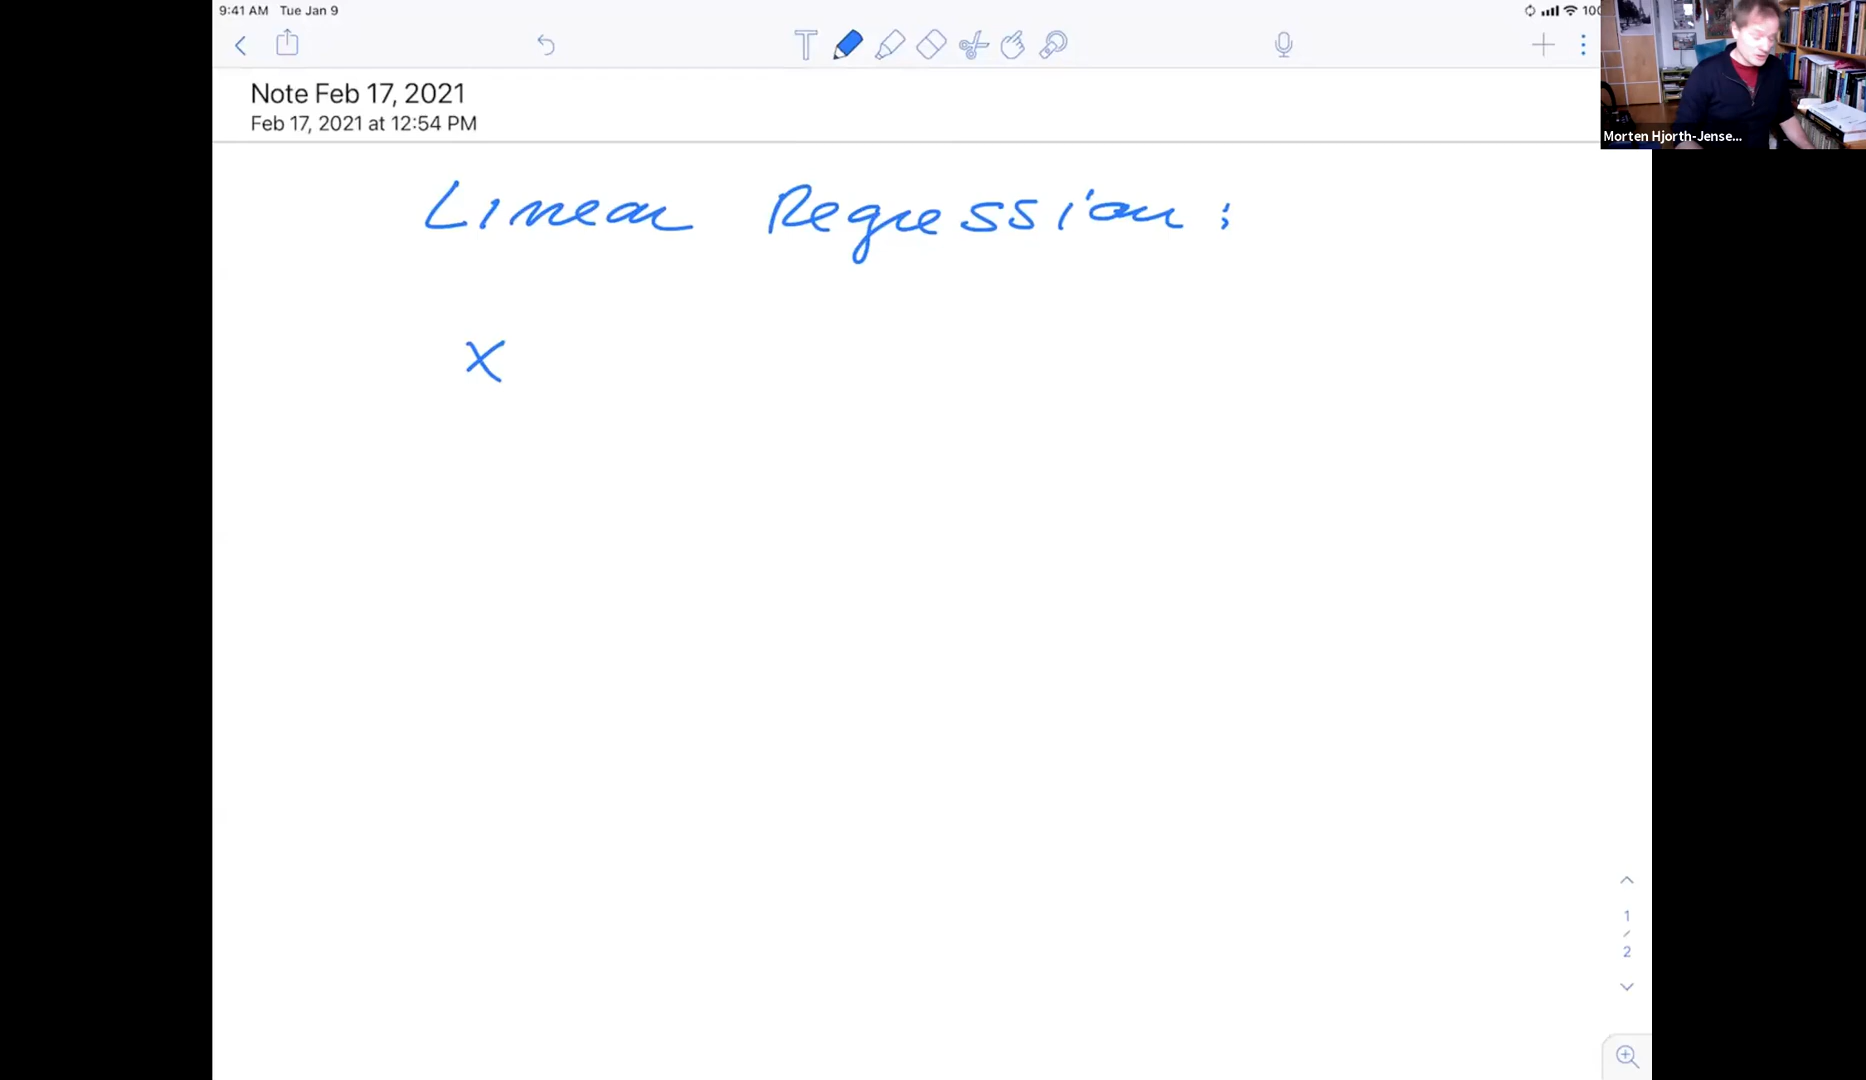 9:41 AM Tue Jan 9
100
Note Feb 17, 2021
Feb 17, 2021 at 12:54 PM
Morten Hjorth-Jense...
Linear Regression:
x
1
/
2